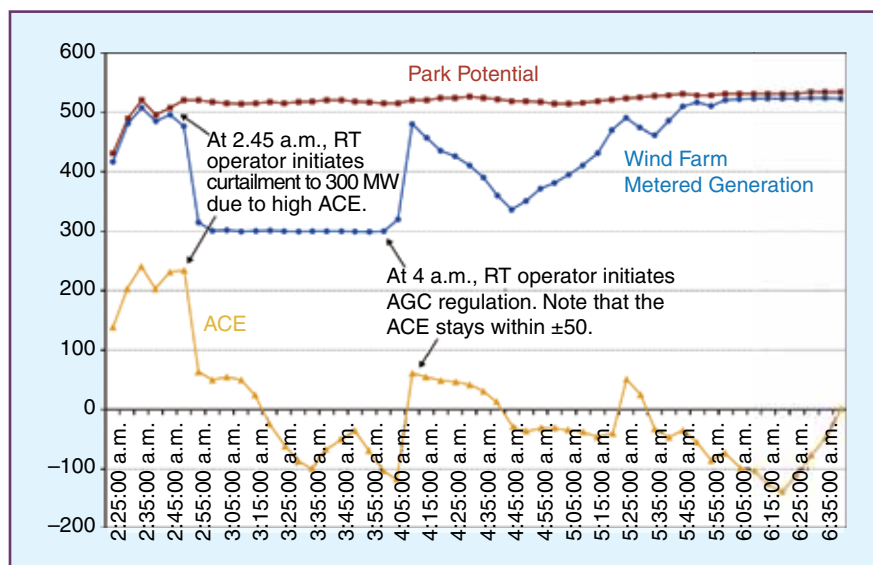 600
500
400
300
200
100
0
−100
−200
Park Potential
At 2.45 a.m., RT
operator initiates
curtailment to 300 MW
due to high ACE.
Wind Farm
Metered Generation
At 4 a.m., RT operator initiates
AGC regulation. Note that the
ACE stays within ±50.
ACE
2:25:00 a.m.
2:35:00 a.m.
2:45:00 a.m.
2:55:00 a.m.
3:05:00 a.m.
3:15:00 a.m.
3:25:00 a.m.
3:35:00 a.m.
3:45:00 a.m.
3:55:00 a.m.
4:05:00 a.m.
4:25:00 a.m.
4:35:00 a.m.
4:45:00 a.m.
4:55:00 a.m.
5:05:00 a.m.
5:15:00 a.m.
5:25:00 a.m.
5:35:00 a.m.
5:45:00 a.m.
5:55:00 a.m.
6:05:00 a.m.
6:15:00 a.m.
6:25:00 a.m.
6:35:00 a.m.